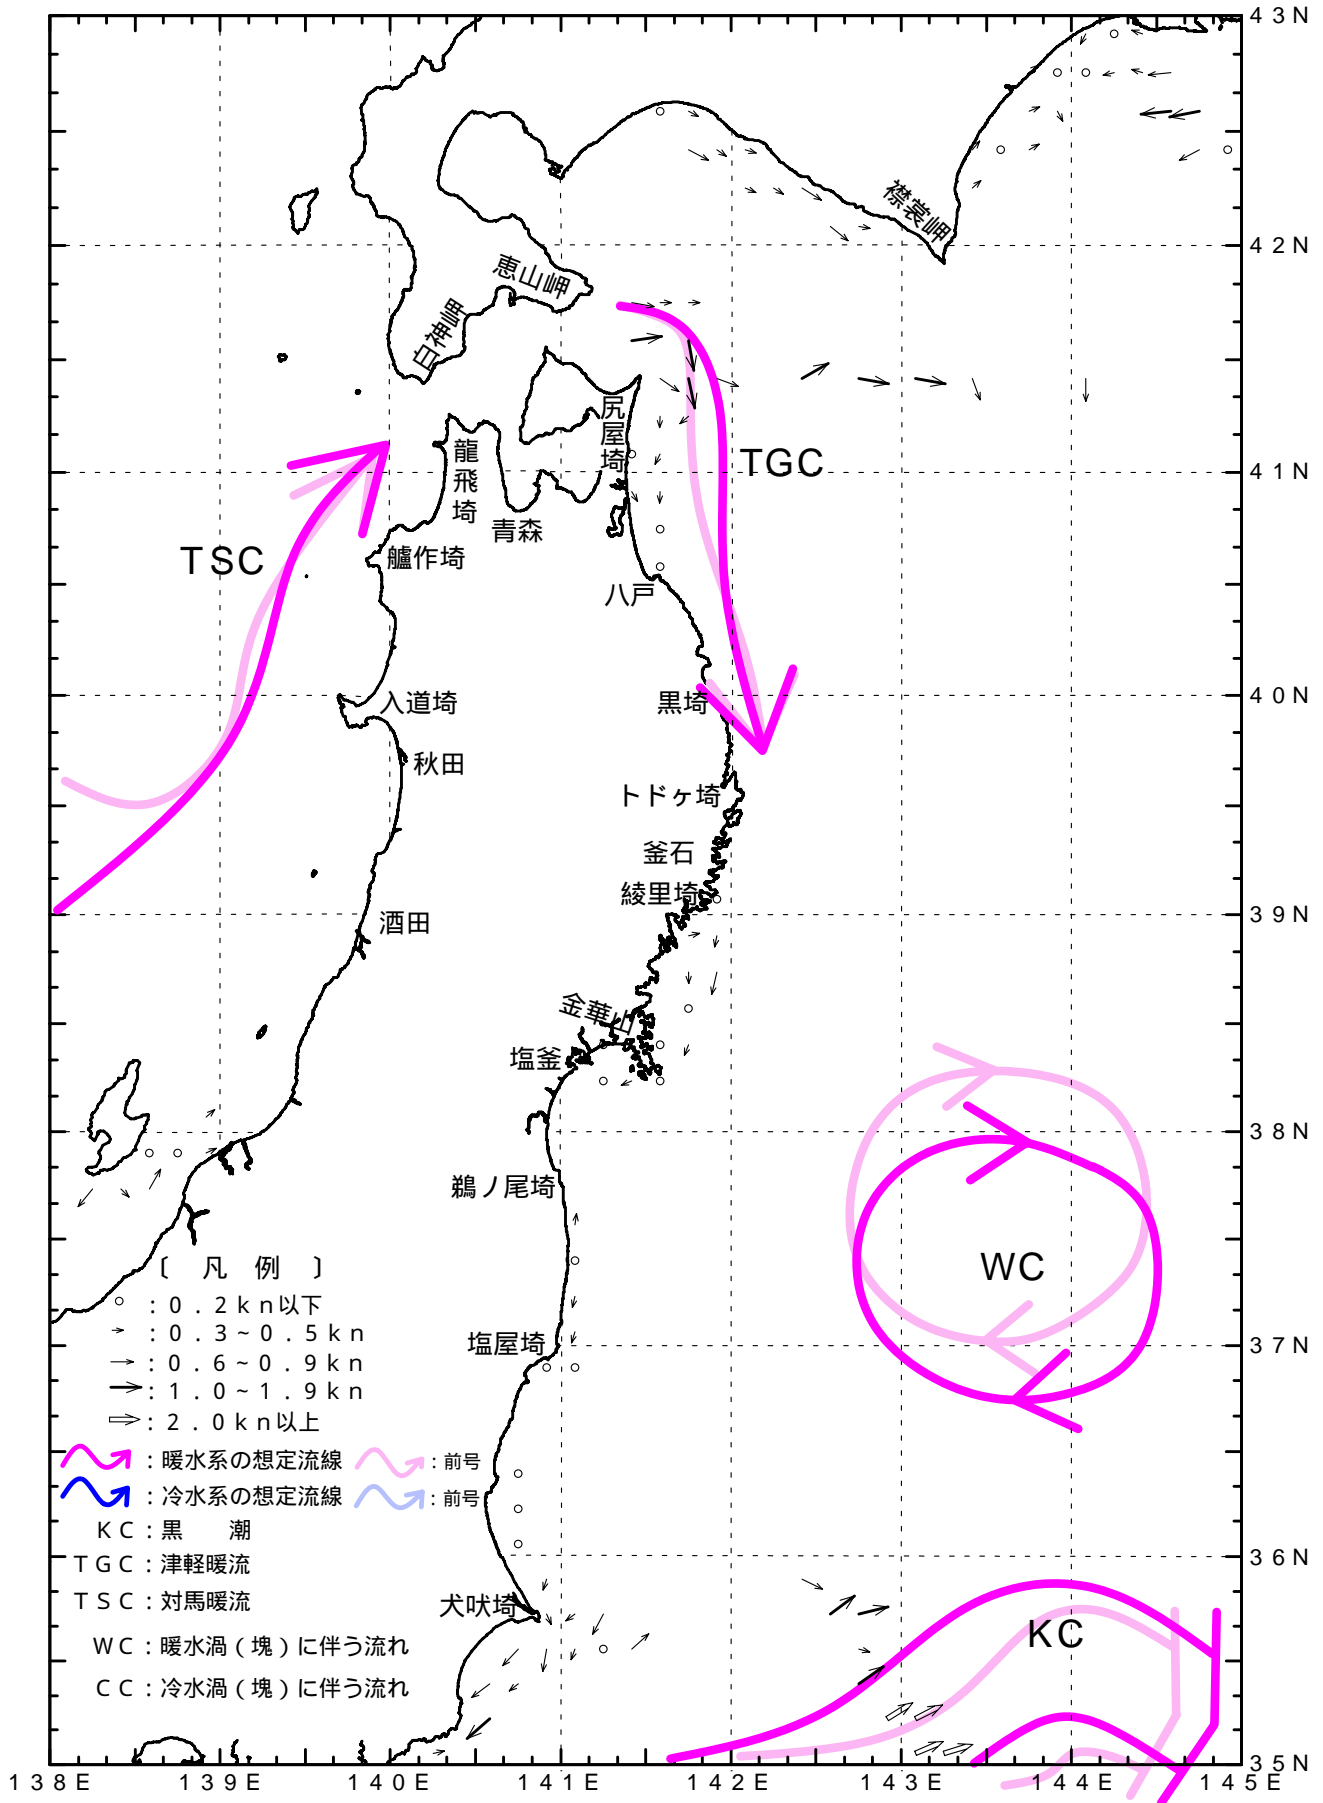 43N
襟裳岬
42N
恵山岬
白神岬
尻屋埼
TGC
41N
龍飛埼
青森
TSC
艫作埼
八戸
40N
黒埼
入道埼
秋田
トドヶ埼
釜石
綾里埼
39N
酒田
金華山
塩釜
38N
鵜ノ尾埼
WC
〔 凡 例 〕
：0.2kn以下
：0.3~0.5kn
：0.6~0.9kn
：1.0~1.9kn
：2.0kn以上
塩屋埼
37N
：暖水系の想定流線 ：前号
：冷水系の想定流線 ：前号
KC：黒 潮
TGC：津軽暖流
TSC：対馬暖流
WC：暖水渦(塊)に伴う流れ
CC：冷水渦(塊)に伴う流れ
36N
犬吠埼
KC
35N
138E 139E 140E 141E 142E 143E 144E 145E